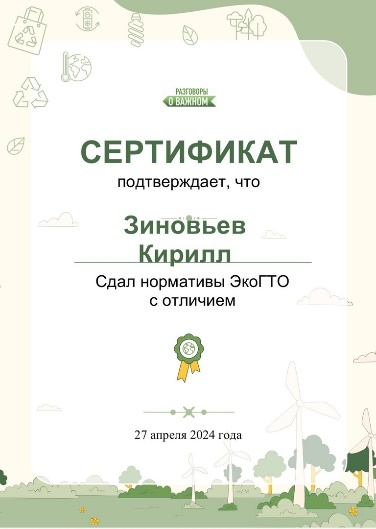 РАЗГОВОРЫ
О ВАЖНОМ
СЕРТИФИКАТ
подтверждает, что
Зиновьев
Кирилл
Сдал нормативы ЭкоГТО
с отличием
27 апреля 2024 года